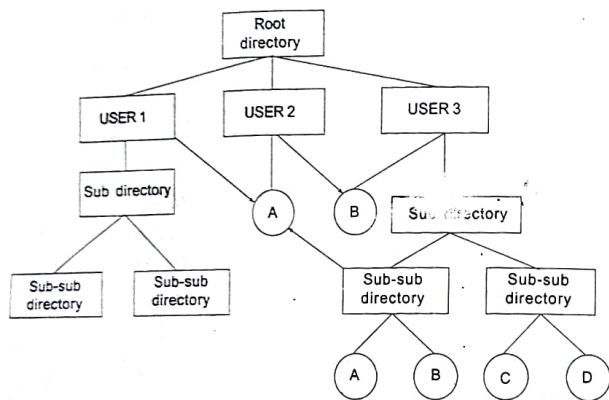 Root
directory
USER 1
USER 2
USER 3
Sub directory
A
B
directory
Sub-sub
directory
Sub-sub
directory
Sub-sub
directory
Sub-sub
directory
A
B
C
D